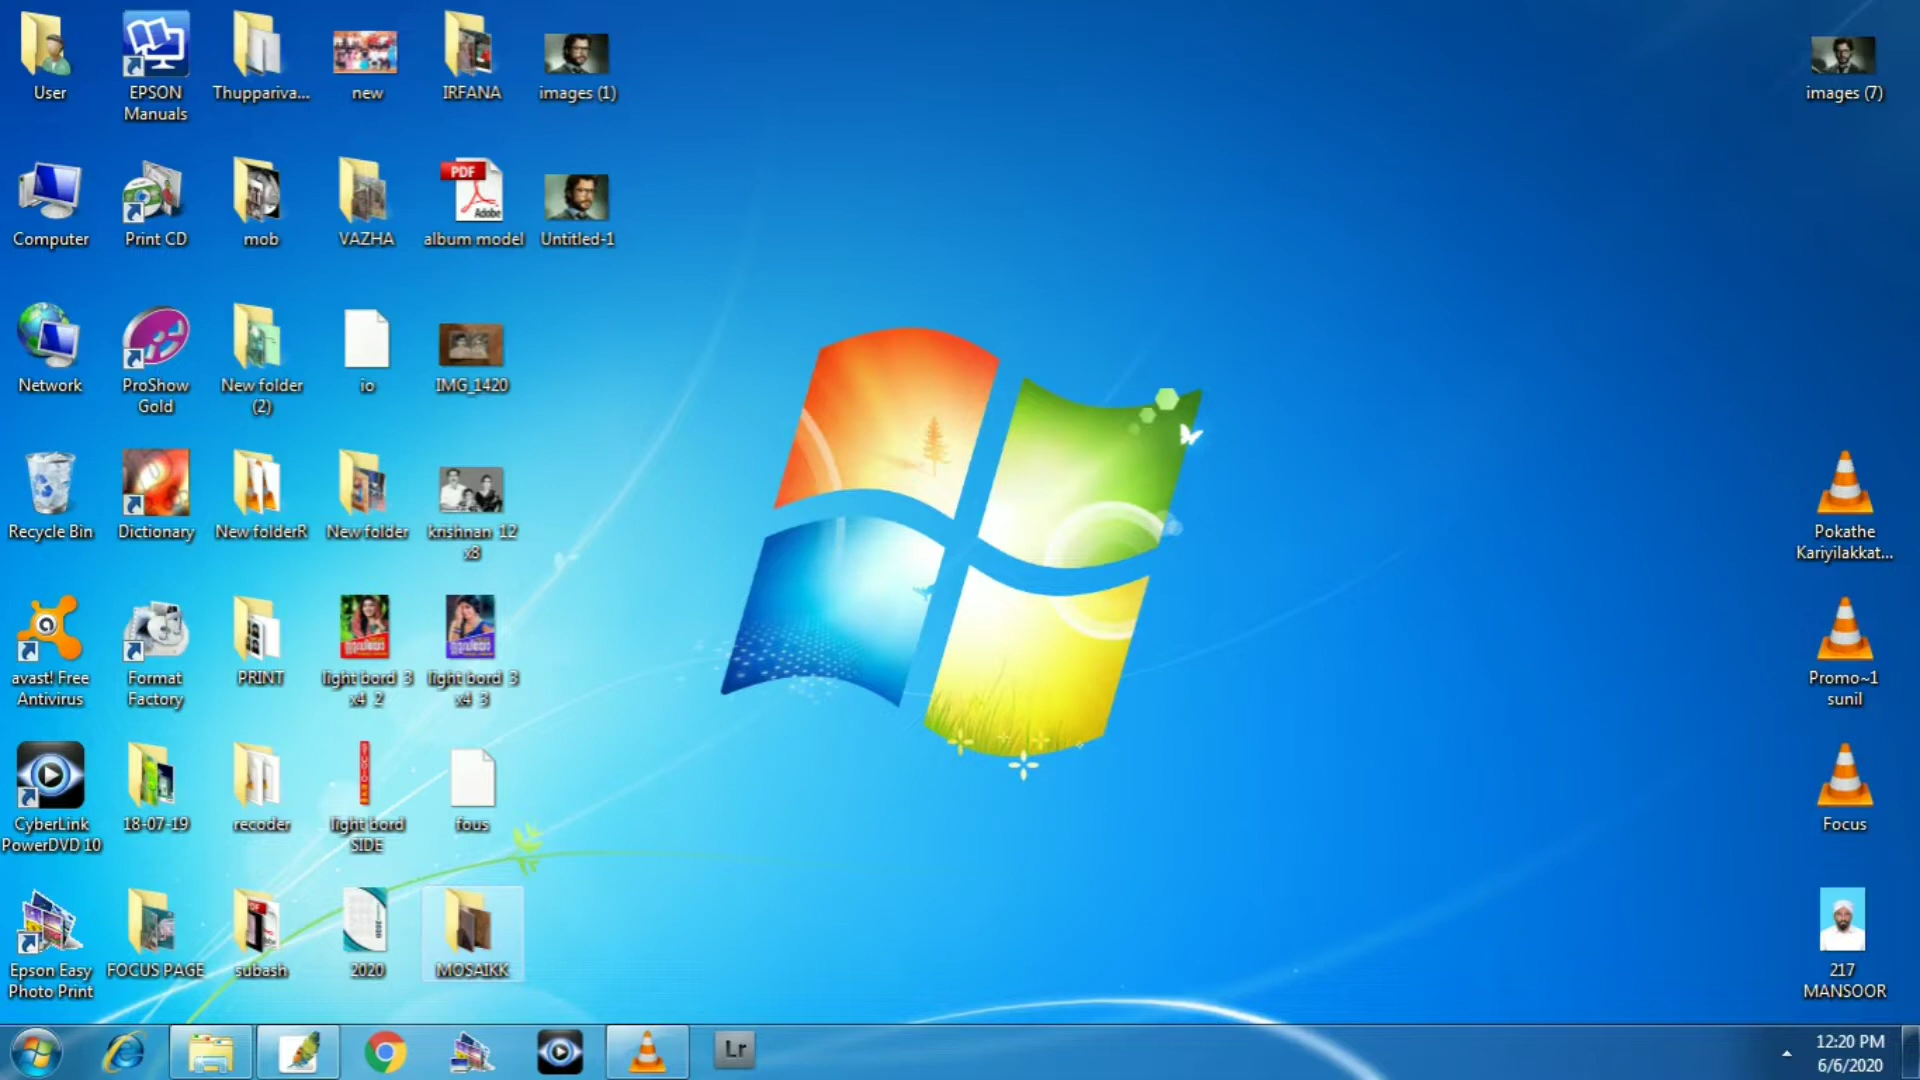 User
EPSON
Manuals
Thuppariva...
new
IRFANA
images (1)
images (7)
Computer
Print CD
mob
VAZHA
PDF
Adobe
album model
Untitled-1
Network
ProShow
Gold
New folder
(2)
io
IMG_1420
Recycle Bin
Dictionary
New folderR
New folder
krishnan 12
x8
Pokathe
Kariyilakkat...
avast! Free
Antivirus
Format
Factory
PRINT
light bord 3
x4 2
light bord 3
x4 3
Promo~1
sunil
CyberLink
PowerDVD 10
18-07-19
recoder
light bord
SIDE
fous
Focus
Epson Easy
Photo Print
FOCUS PAGE
PDF
subash
2020
MOSAIKK
217
MANSOOR
Lr
12:20 PM
6/6/2020